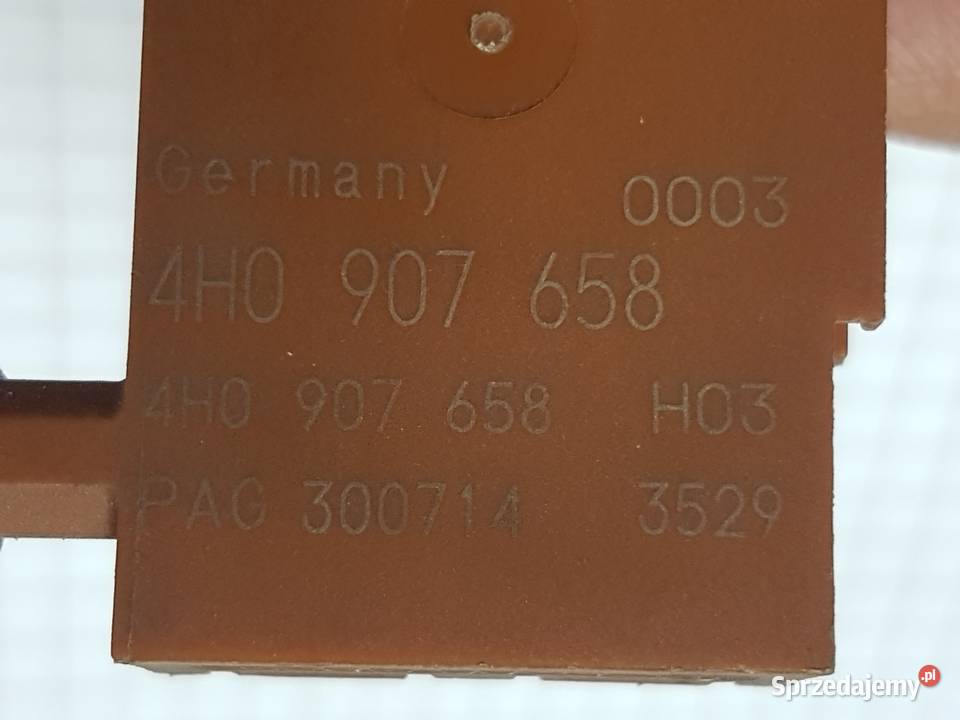 Germany 0003
4H0 907 658
4H0 907 658 H03
PAG 300714 3529
Sprzedajemy.pl